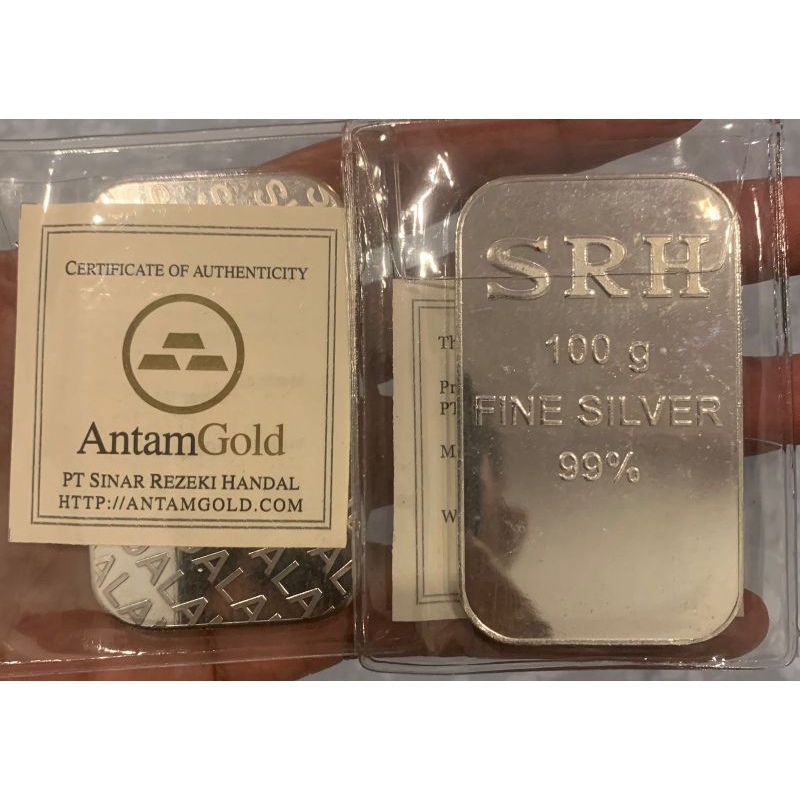 CERTIFICATE OF AUTHENTICITY
AntamGold
PT SINAR REZEKI HANDAL
HTTP://ANTAMGOLD.COM
SRH
100 g
FINE SILVER
99%